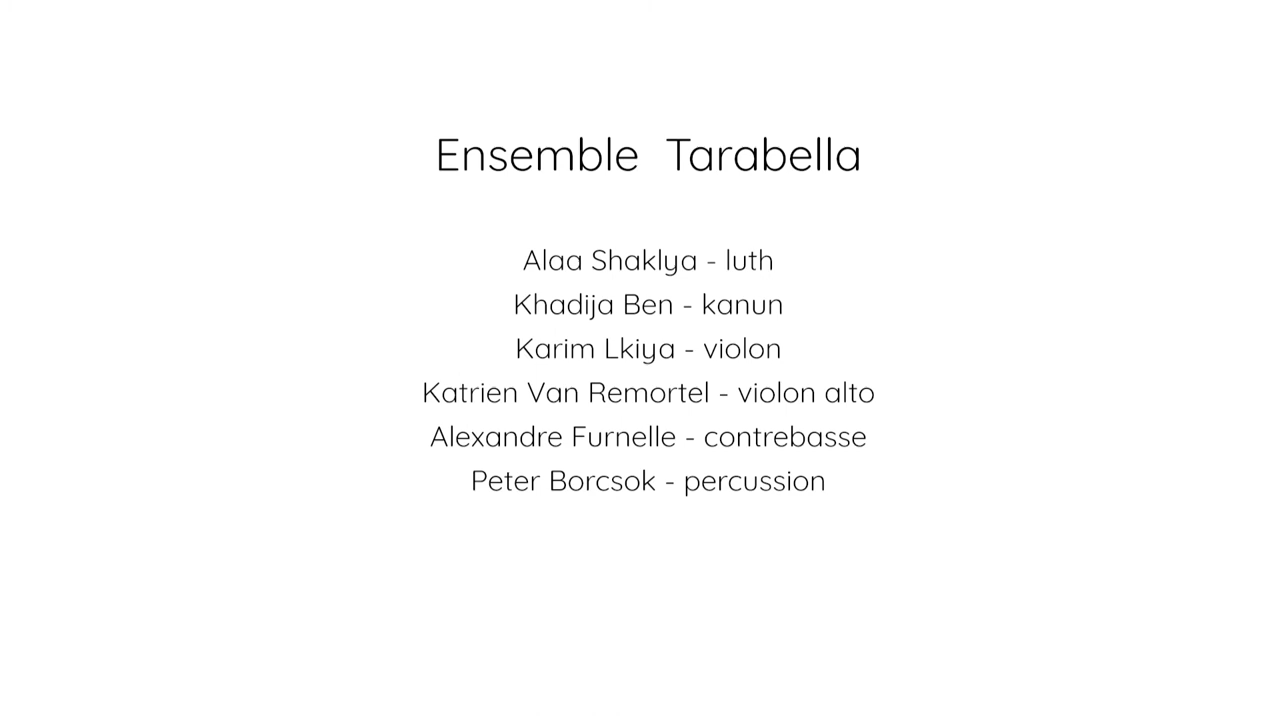 Ensemble Tarabella
Alaa Shaklya - luth
Khadija Ben - kanun
Karim Lkiya - violon
Katrien Van Remortel - violon alto
Alexandre Furnelle - contrebasse
Peter Borcsok - percussion